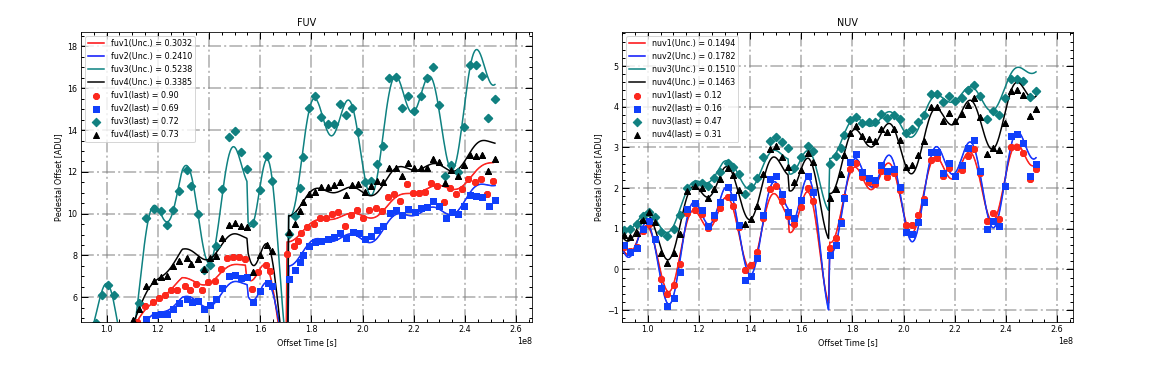 FUV
18
16
14
12
10
8
6
Pedestal Offset [ADU]
fuv1(Unc.) = 0.3032
fuv2(Unc.) = 0.2410
fuv3(Unc.) = 0.5238
fuv4(Unc.) = 0.3385
fuv1(last) = 0.90
fuv2(last) = 0.69
fuv3(last) = 0.72
fuv4(last) = 0.73
1.0 1.2 1.4 1.6 1.8 2.0 2.2 2.4 2.6
1e8
Offset Time [s]
NUV
5
4
3
2
1
0
−1
Pedestal Offset [ADU]
nuv1(Unc.) = 0.1494
nuv2(Unc.) = 0.1782
nuv3(Unc.) = 0.1510
nuv4(Unc.) = 0.1463
nuv1(last) = 0.12
nuv2(last) = 0.16
nuv3(last) = 0.47
nuv4(last) = 0.31
1.0 1.2 1.4 1.6 1.8 2.0 2.2 2.4 2.6
1e8
Offset Time [s]